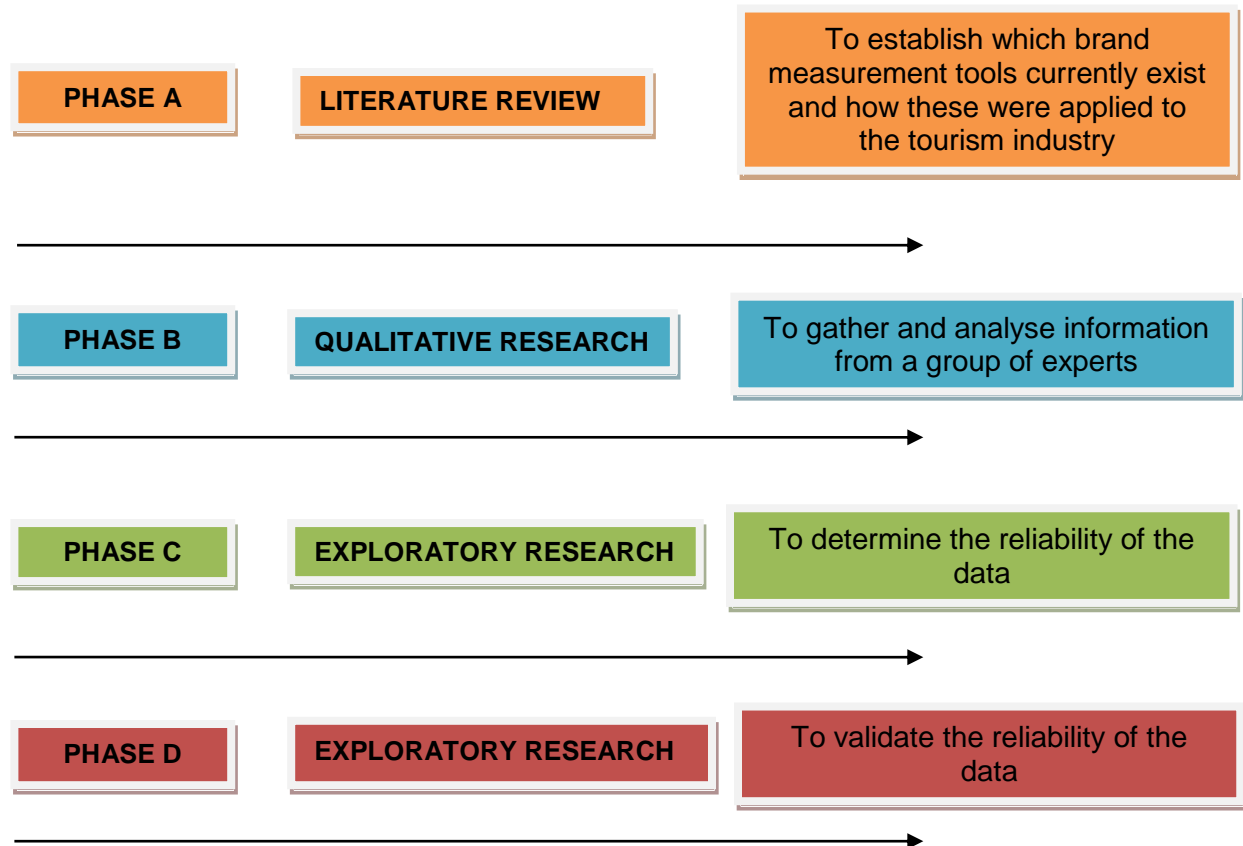 PHASE A
LITERATURE REVIEW
To establish which brand
measurement tools currently exist
and how these were applied to
the tourism industry
PHASE B
QUALITATIVE RESEARCH
To gather and analyse information
from a group of experts
PHASE C
EXPLORATORY RESEARCH
To determine the reliability of the
data
PHASE D
EXPLORATORY RESEARCH
To validate the reliability of the
data